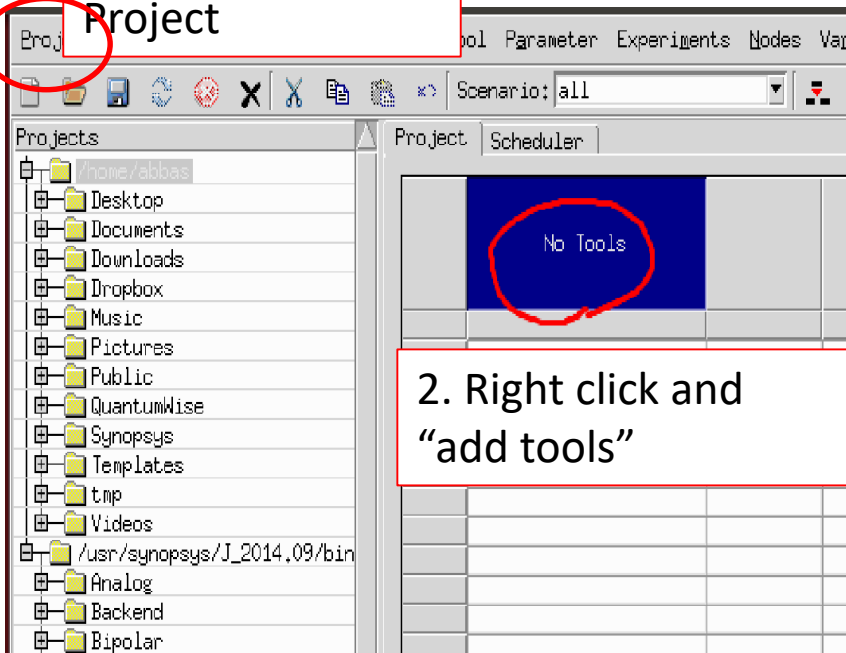 Project
Proj ool Parameter Experiments Nodes Va
Scenario: all
Projects
Project Scheduler
/home/abbas
Desktop
Documents
Downloads
Dropbox
Music
Pictures
Public
QuantumWise
Synopsys
Templates
tmp
Videos
/usr/synopsys/J_2014.09/bin
Analog
Backend
Bipolar
No Tools
2. Right click and
“add tools”